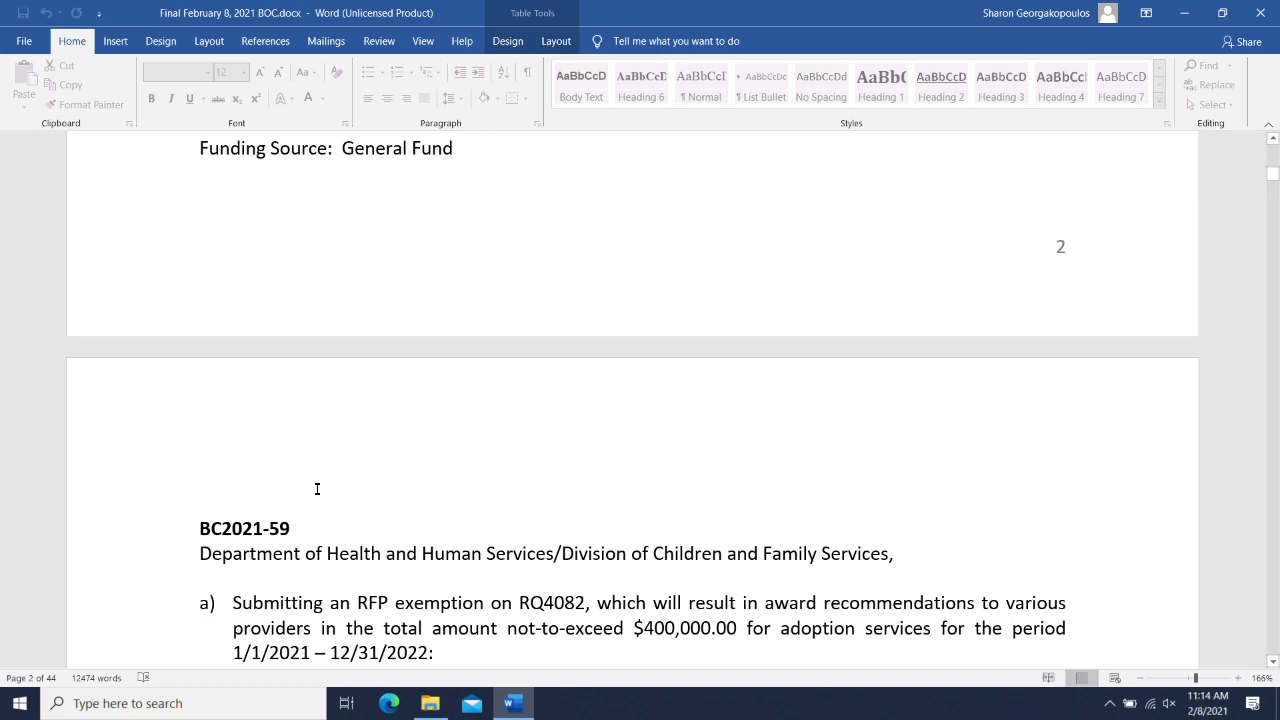 Final February 8, 2021 BOC.docx - Word (Unlicensed Product)
Table Tools
Sharon Georgakopoulos
File Home Insert Design Layout References Mailings Review View Help Design Layout Tell me what you want to do Share
Paste
Cut
Copy
Format Painter
Clipboard
12
Font
Paragraph
AaBbCcD AaBbCcD AaBbCcI AaBbCcDc AaBbCcDd AaBb( AaBbCcD AaBbCcD AaBbCc AaBbCcD
Body Text Heading 6 ¶ Normal ¶ List Bullet No Spacing Heading 1 Heading 2 Heading 3 Heading 4 Heading 7
Styles
Find
Replace
Select
Editing
Funding Source: General Fund
2
BC2021-59
Department of Health and Human Services/Division of Children and Family Services,
a) Submitting an RFP exemption on RQ4082, which will result in award recommendations to various
providers in the total amount not-to-exceed $400,000.00 for adoption services for the period
1/1/2021 – 12/31/2022:
Page 2 of 44 12474 words 166%
Type here to search
11:14 AM
2/8/2021